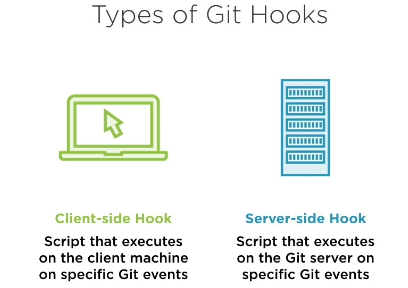 Types of Git Hooks
Client-side Hook
Script that executes
on the client machine
on specific Git events
Server-side Hook
Script that executes
on the Git server on
specific Git events